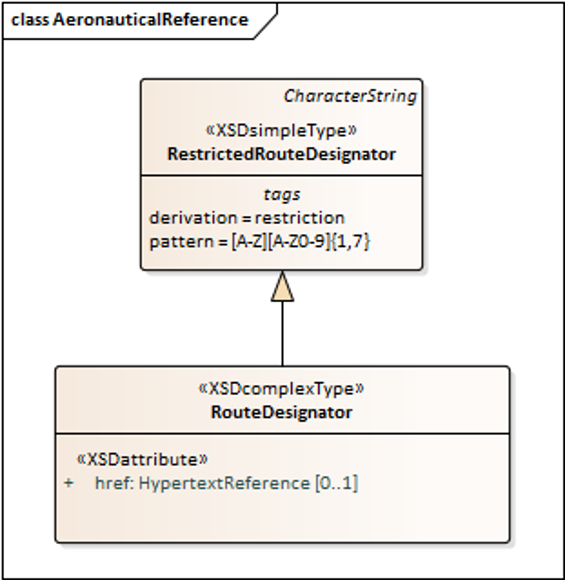 class AeronauticalReference
CharacterString
«XSDsimpleType»
RestrictedRouteDesignator
tags
derivation = restriction
pattern = [A-Z][A-Z0-9]{1,7}
«XSDcomplexType»
RouteDesignator
«XSDattribute»
+ href: HypertextReference [0..1]